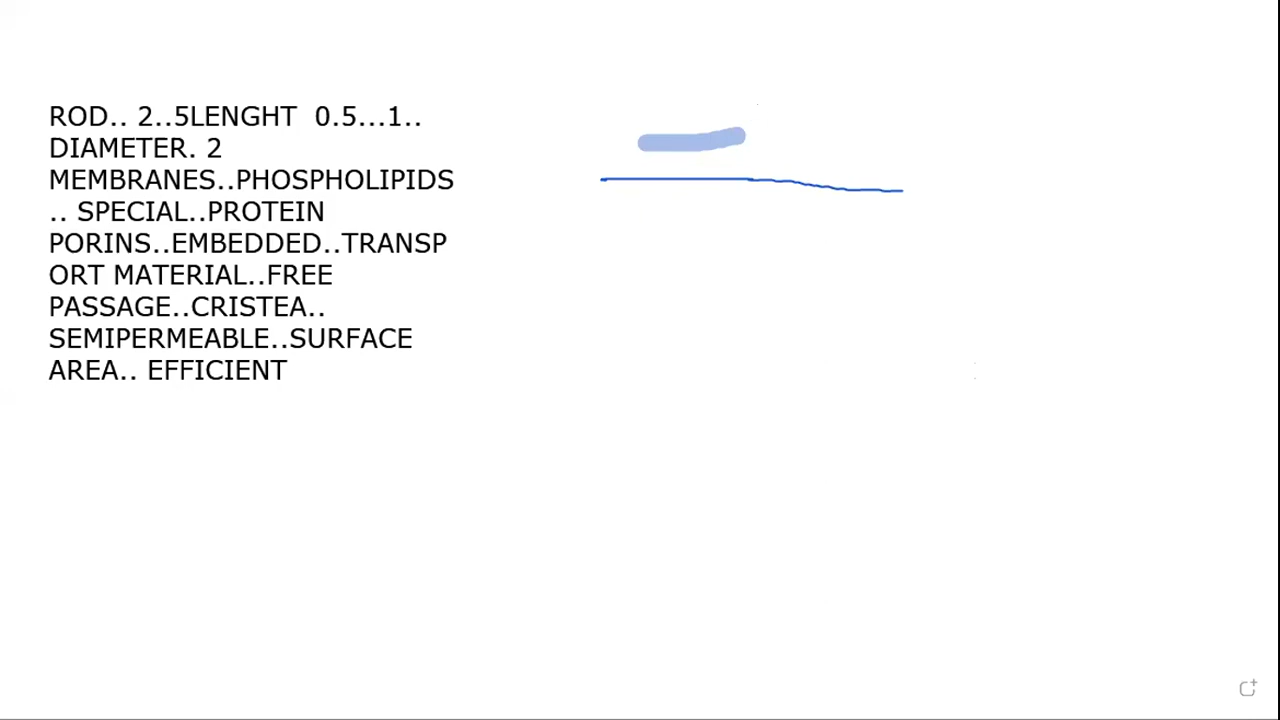 ROD.. 2..5LENGHT  0.5...1..
DIAMETER. 2
MEMBRANES..PHOSPHOLIPIDS
.. SPECIAL..PROTEIN
PORINS..EMBEDDED..TRANSP
ORT MATERIAL..FREE
PASSAGE..CRISTEA..
SEMIPERMEABLE..SURFACE
AREA.. EFFICIENT